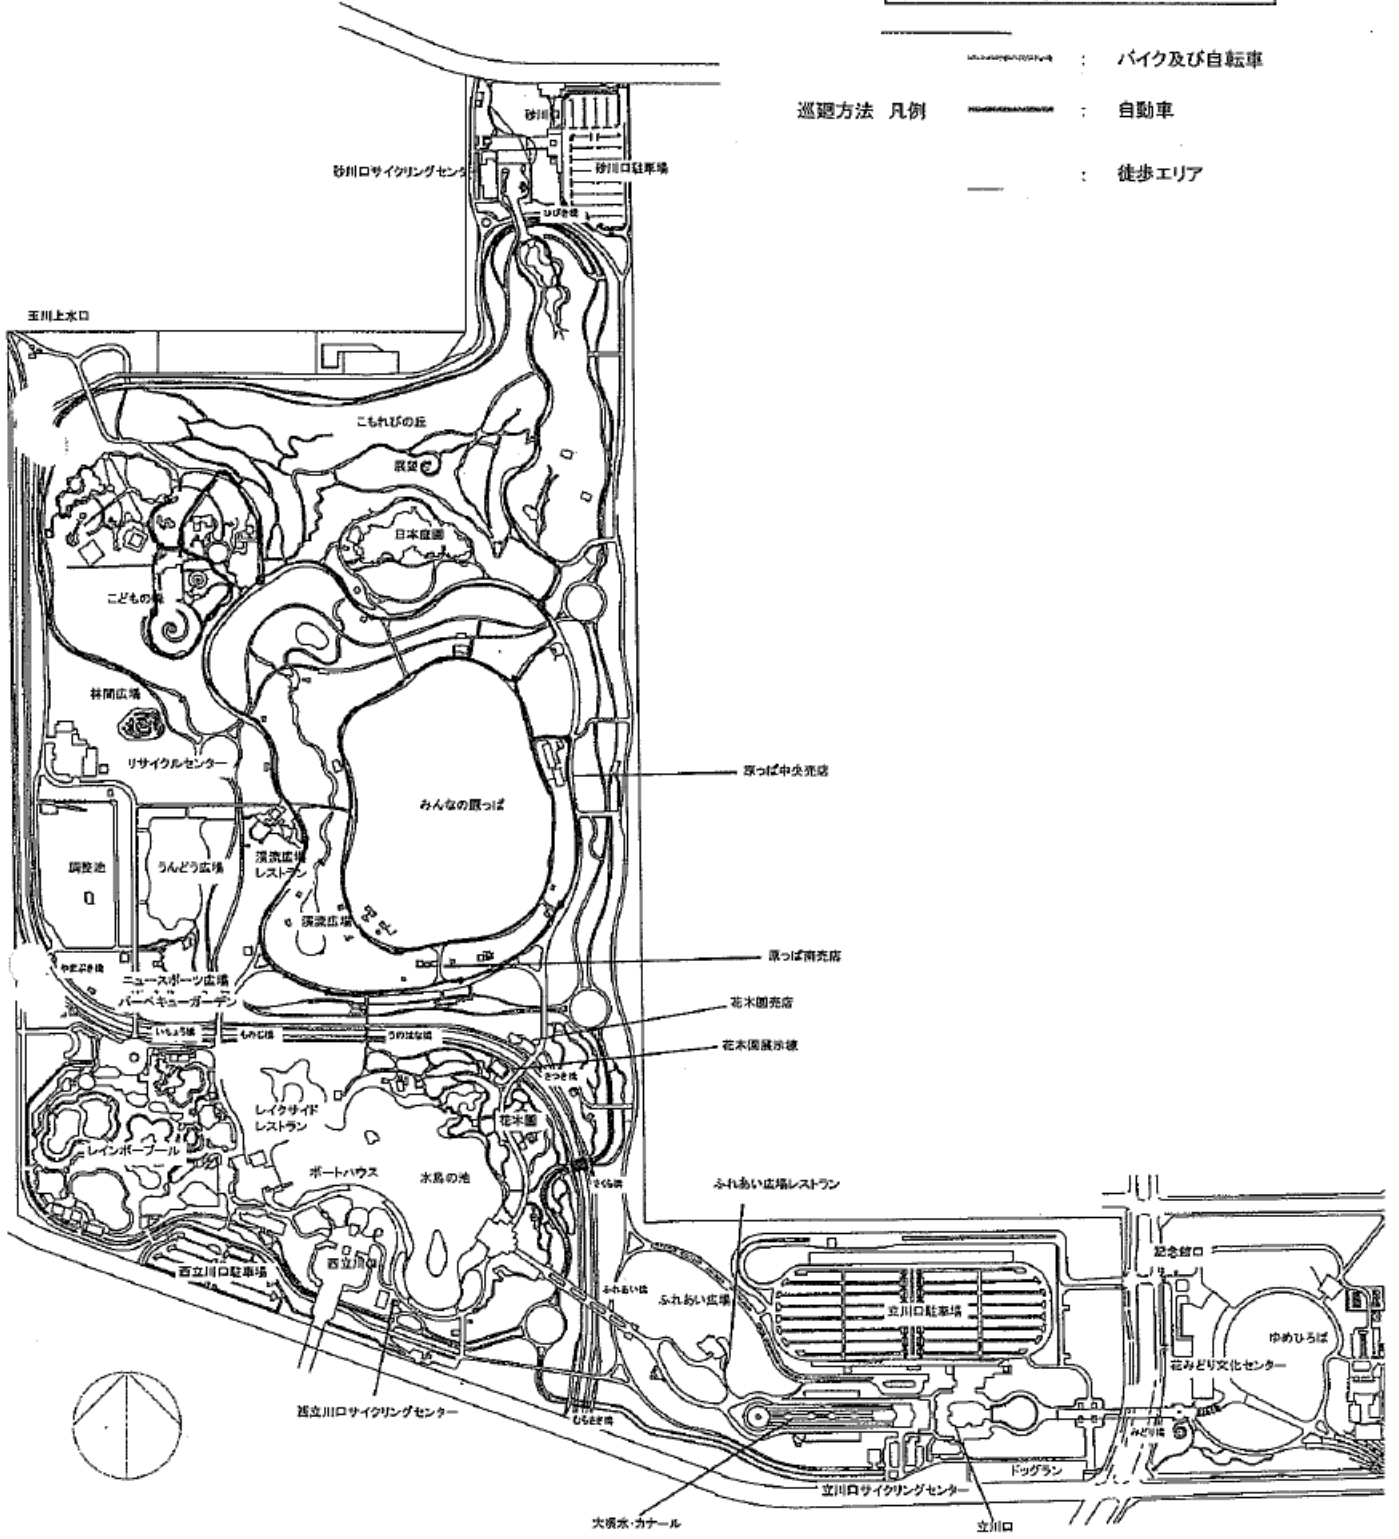 : バイク及び自転車
巡廻方法 凡例 : 自動車
: 徒歩エリア
砂川口
砂川口サイクリングセンタ
砂川口駐車場
ひびき橋
玉川上水口
こもれびの丘
展望
日本庭園
こどもの森
林間広場
リサイクルセンター
原っぱ中央売店
みんなの原っぱ
調整池
うんどう広場
渓流広場
レストラン
渓流広場
原っぱ南売店
やまぶき橋
ニュースポーツ広場
バーベキューガーデン
花木園売店
いちょう橋
もみじ橋
うのはな橋
花木園展示棟
さつき橋
レイクサイド
レストラン
花木園
レインボープール
ボートハウス
水鳥の池
さくら橋
ふれあい広場レストラン
西立川口駐車場
西立川口
ふれあい橋
ふれあい広場
立川口駐車場
記念館口
ゆめひろば
花みどり文化センター
西立川口サイクリングセンター
むらさき橋
みどり橋
ドッグラン
立川口サイクリングセンター
大噴水・カナール
立川口